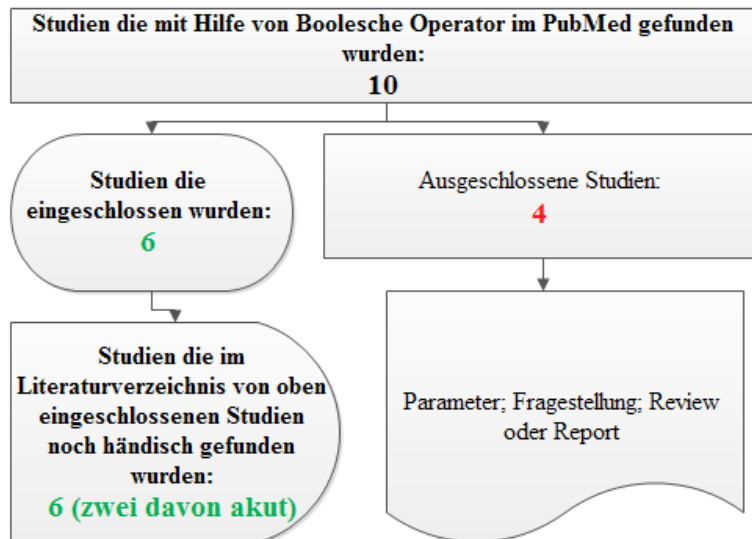 Studien die mit Hilfe von Boolesche Operator im PubMed gefunden
wurden:
10
Studien die
eingeschlossen wurden:
6
Ausgeschlossene Studien:
4
Studien die im
Literaturverzeichnis von oben
eingeschlossenen Studien
noch händisch gefunden
wurden:
6 (zwei davon akut)
Parameter; Fragestellung; Review
oder Report